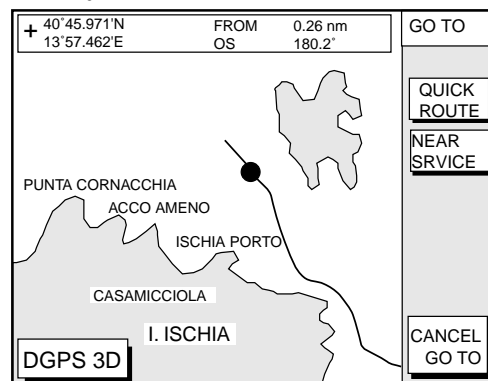 + 40°45.971'N FROM 0.26 nm
13°57.462'E OS 180.2°
GO TO
QUICK
ROUTE
NEAR
SRVICE
PUNTA CORNACCHIA
ACCO AMENO
ISCHIA PORTO
CASAMICCIOLA
I. ISCHIA
DGPS 3D
CANCEL
GO TO